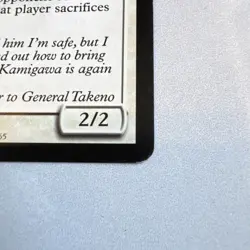 at player sacrifices
him I'm safe, but I
d out how to bring
Kamigawa is again
r to General Takeno
2/2